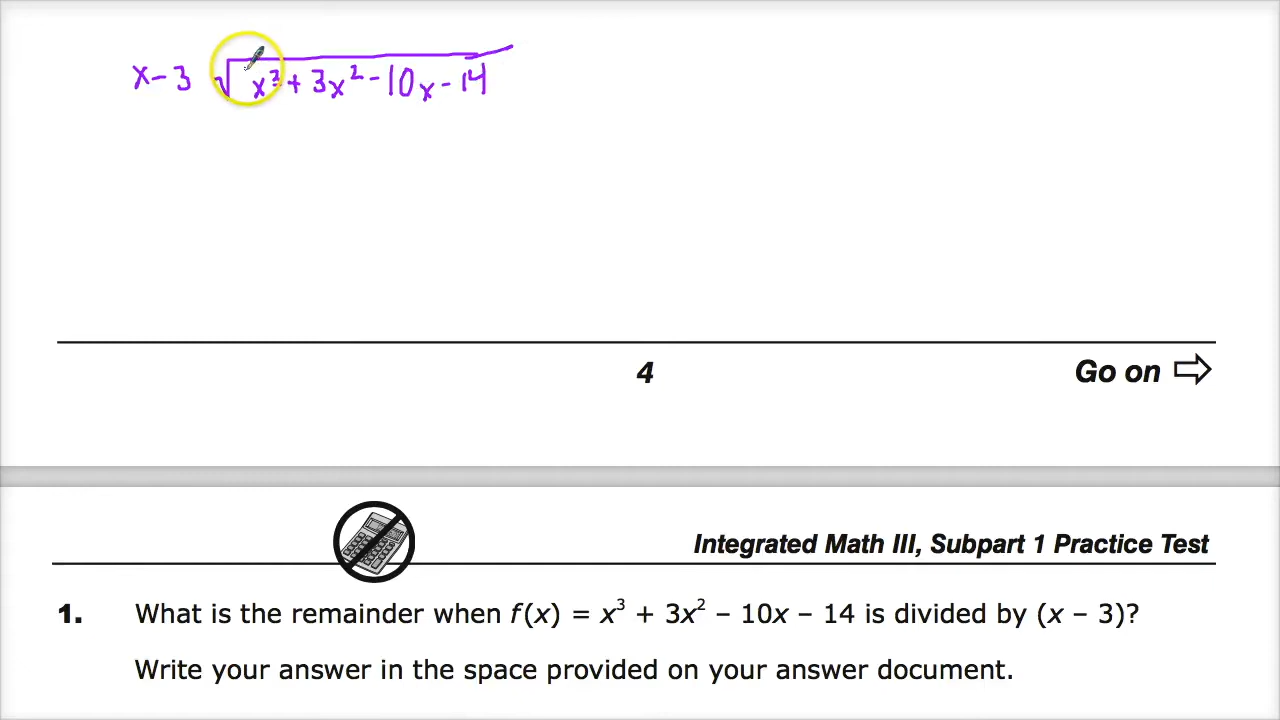 x - 3 √ x³ + 3x² - 10x - 14
4
Go on
Integrated Math III, Subpart 1 Practice Test
1. What is the remainder when f(x) = x³ + 3x² − 10x − 14 is divided by (x − 3)?
Write your answer in the space provided on your answer document.